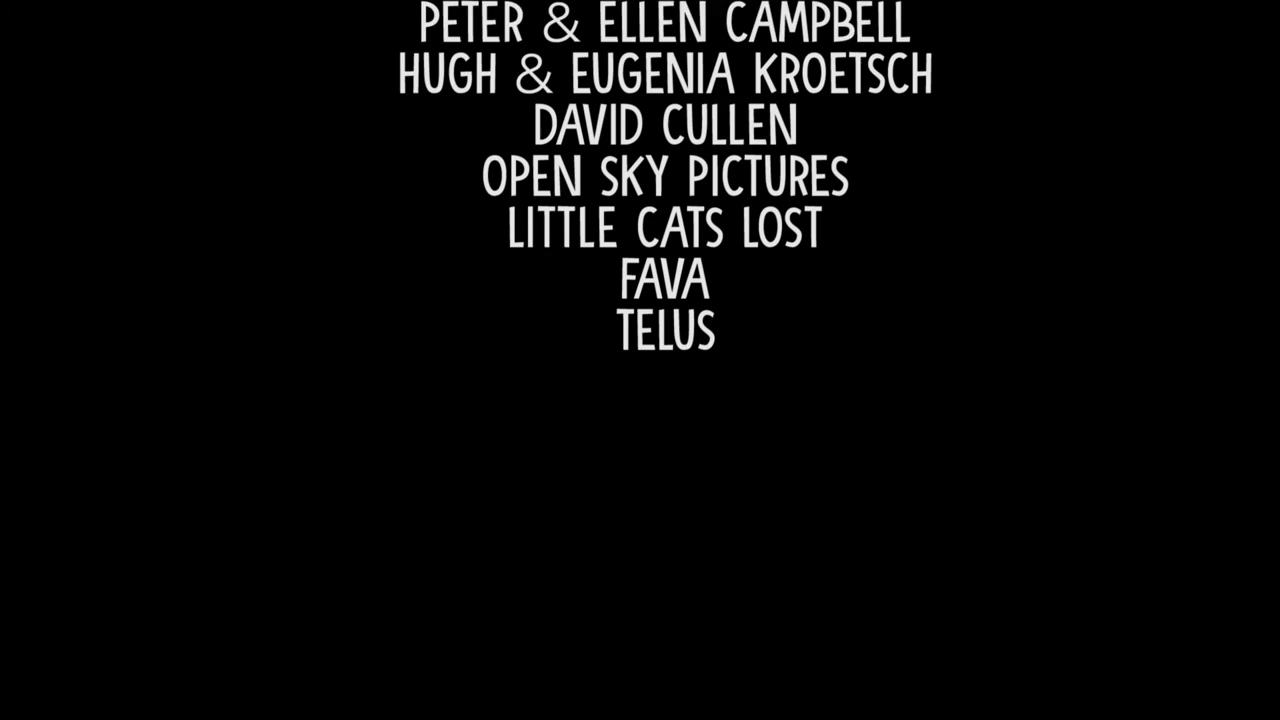 PETER & ELLEN CAMPBELL
HUGH & EUGENIA KROETSCH
DAVID CULLEN
OPEN SKY PICTURES
LITTLE CATS LOST
FAVA
TELUS